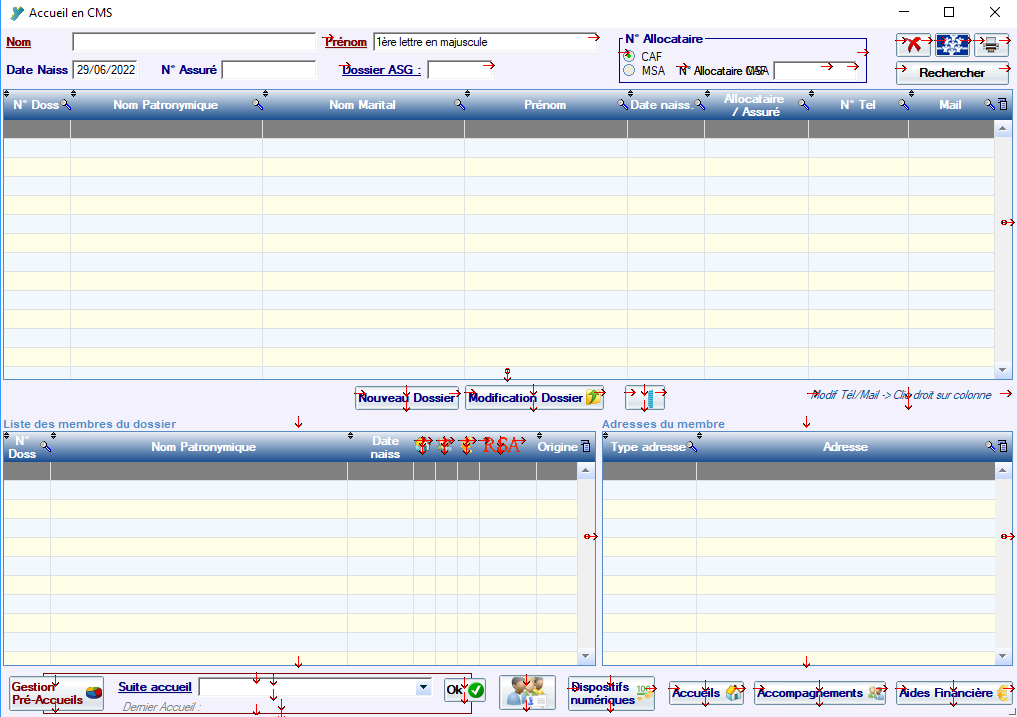 Accueil en CMS
Nom
Prénom 1ère lettre en majuscule
N° Allocataire
CAF
MSA N° Allocataire
Date Naiss 29/06/2022 N° Assuré Dossier ASG :
Rechercher
N° Doss Nom Patronymique Nom Marital Prénom Date naiss. Allocataire / Assuré N° Tel Mail
Nouveau Dossier Modification Dossier Modif Tél/Mail -> Clic droit sur colonne
Liste des membres du dossier Adresses du membre
N° Doss Nom Patronymique Date naiss RSA Origine Type adresse Adresse
Gestion Pré-Accueils
Suite accueil Ok
Dernier Accueil :
Dispositifs numériques
Accueils Accompagnements Aides Financière